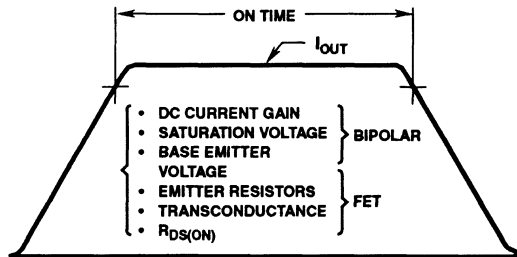 ON TIME
IOUT
• DC CURRENT GAIN
• SATURATION VOLTAGE
• BASE EMITTER
VOLTAGE
BIPOLAR
• EMITTER RESISTORS
• TRANSCONDUCTANCE
• RDS(ON)
FET